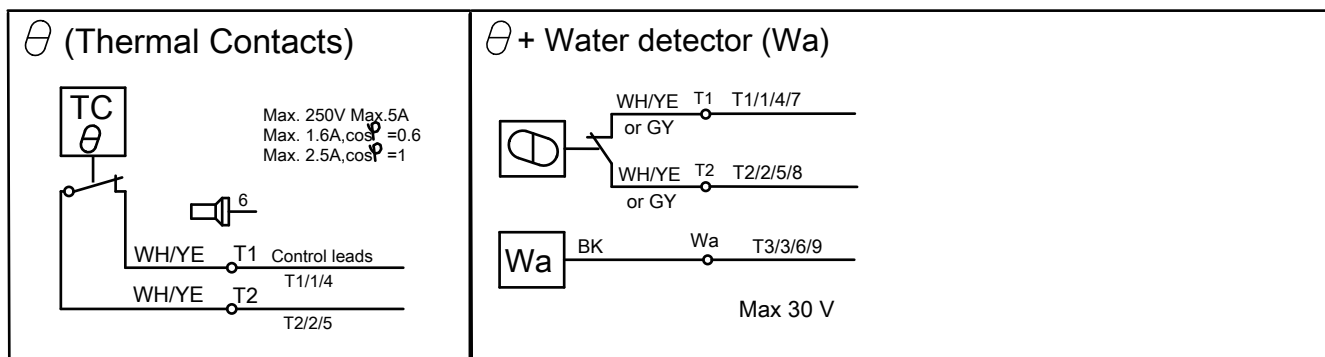 θ (Thermal Contacts)
TC
θ
Max. 250V Max.5A
Max. 1.6A,cosφ =0.6
Max. 2.5A,cosφ =1
6
WH/YE T1 Control leads
T1/1/4
WH/YE T2
T2/2/5
θ + Water detector (Wa)
WH/YE T1 T1/1/4/7
or GY
θ
WH/YE T2 T2/2/5/8
or GY
Wa BK Wa T3/3/6/9
Max 30 V